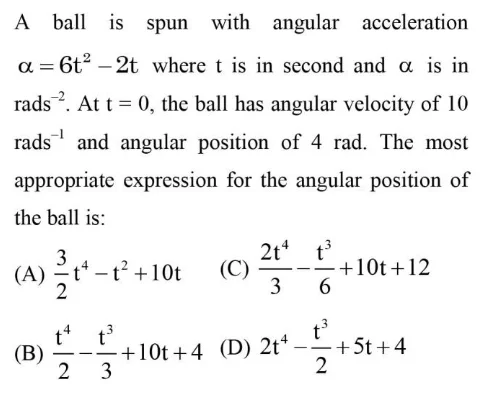 A ball is spun with angular acceleration
α = 6t² – 2t where t is in second and α is in
rads⁻². At t = 0, the ball has angular velocity of 10
rads⁻¹ and angular position of 4 rad. The most
appropriate expression for the angular position of
the ball is:
(A) 3/2 t⁴ – t² + 10t (C) 2t⁴/3 – t³/6 + 10t + 12
(B) t⁴/2 – t³/3 + 10t + 4 (D) 2t⁴ – t³/2 + 5t + 4